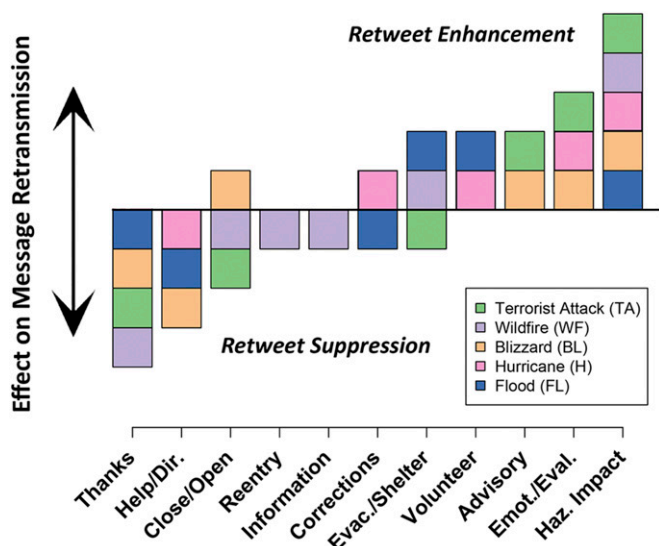 Effect on Message Retransmission
Retweet Enhancement
Retweet Suppression
Terrorist Attack (TA)
Wildfire (WF)
Blizzard (BL)
Hurricane (H)
Flood (FL)
Thanks
Help/Dir.
Close/Open
Reentry
Information
Corrections
Evac./Shelter
Volunteer
Advisory
Emot./Eval.
Haz. Impact